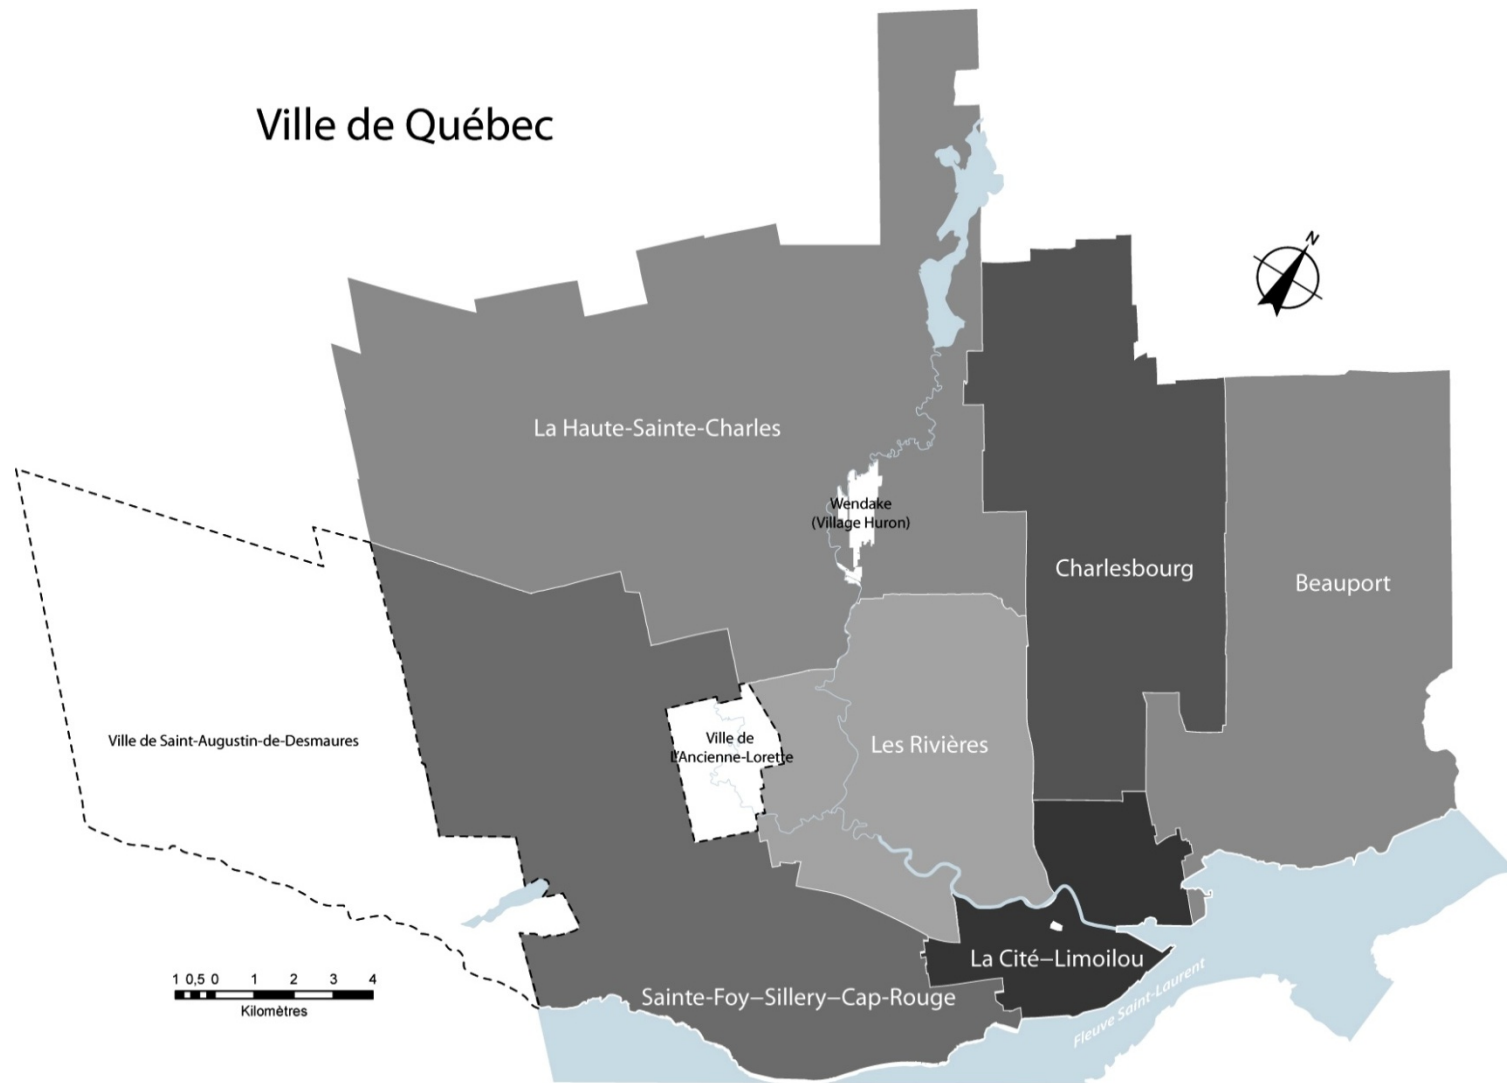 Ville de Québec
N
La Haute-Sainte-Charles
Wendake
(Village Huron)
Charlesbourg
Beauport
Ville de Saint-Augustin-de-Desmaures
Ville de
L'Ancienne-Lorette
Les Rivières
La Cité–Limoilou
Sainte-Foy–Sillery–Cap-Rouge
Fleuve Saint-Laurent
1 0,5 0 1 2 3 4
Kilomètres